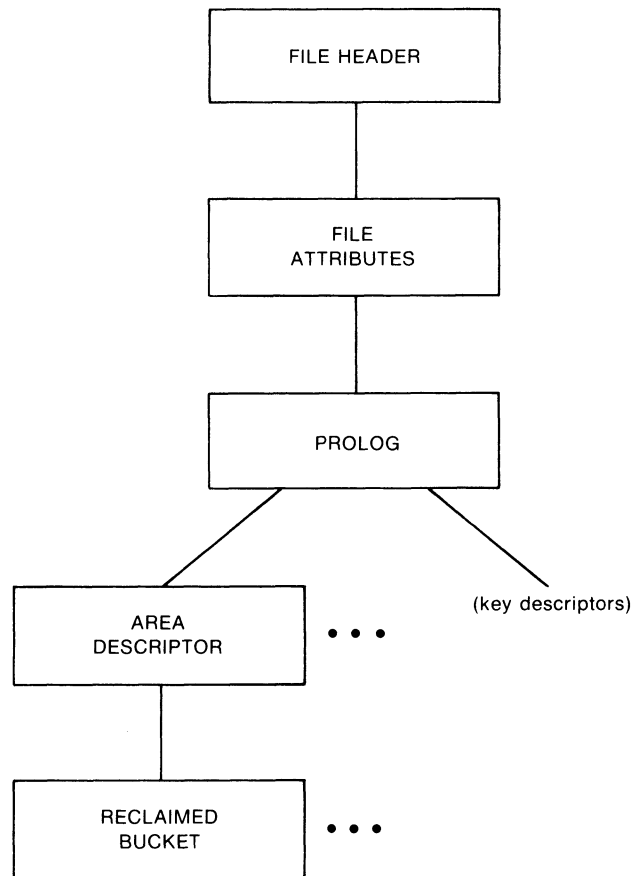 FILE HEADER
FILE
ATTRIBUTES
PROLOG
AREA
DESCRIPTOR
(key descriptors)
RECLAIMED
BUCKET